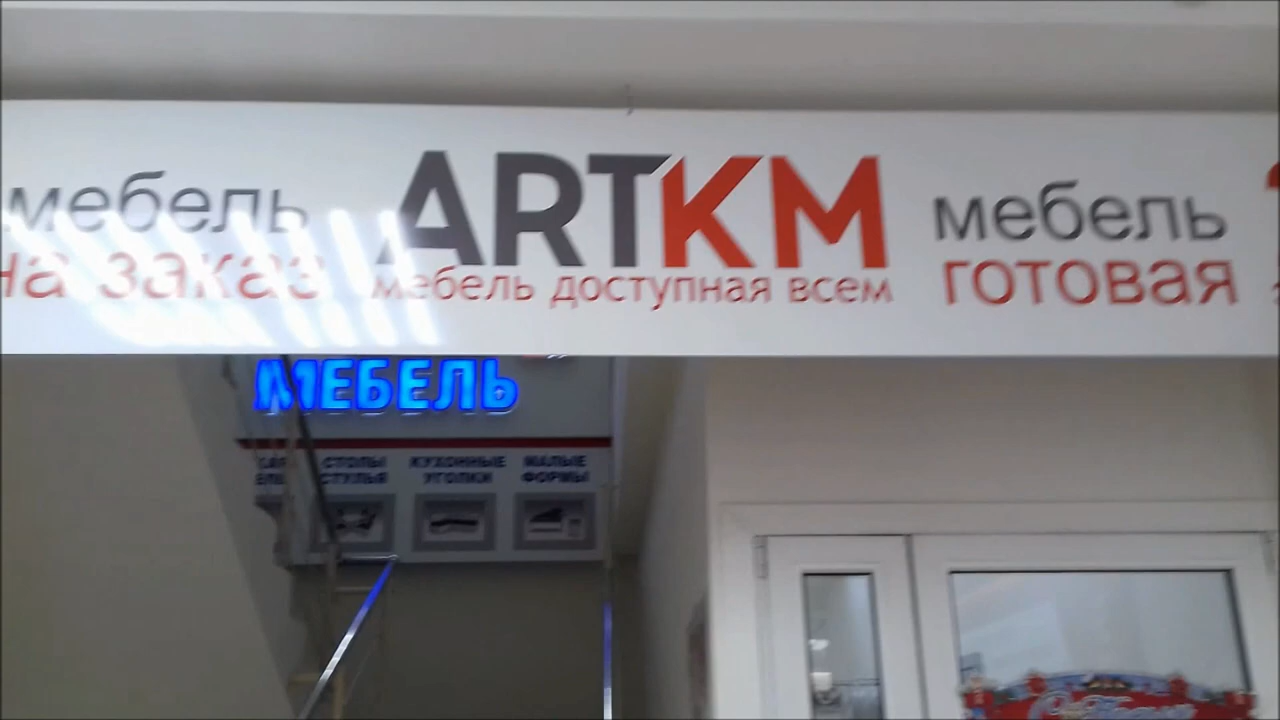 мебель
на заказ
ARTKM
мебель доступная всем
мебель
готовая
МЕБЕЛЬ
СТОЛЫ
СТУЛЬЯ
КУХОННЫЕ
УГОЛКИ
МАЛЫЕ
ФОРМЫ